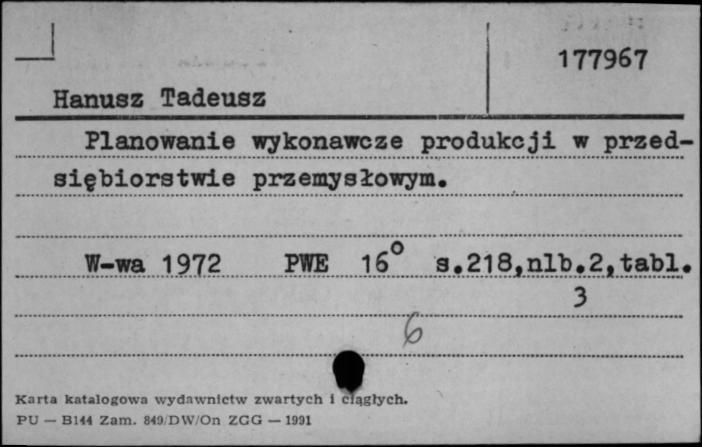 177967
Hanusz Tadeusz
Planowanie wykonawcze produkcji w przed-
siębiorstwie przemysłowym.
W-wa 1972 PWE 16° s.218,nlb.2,tabl.
3
6
Karta katalogowa wydawnictw zwartych i ciągłych.
PU — B144 Zam. 849/DW/On ZGG — 1991